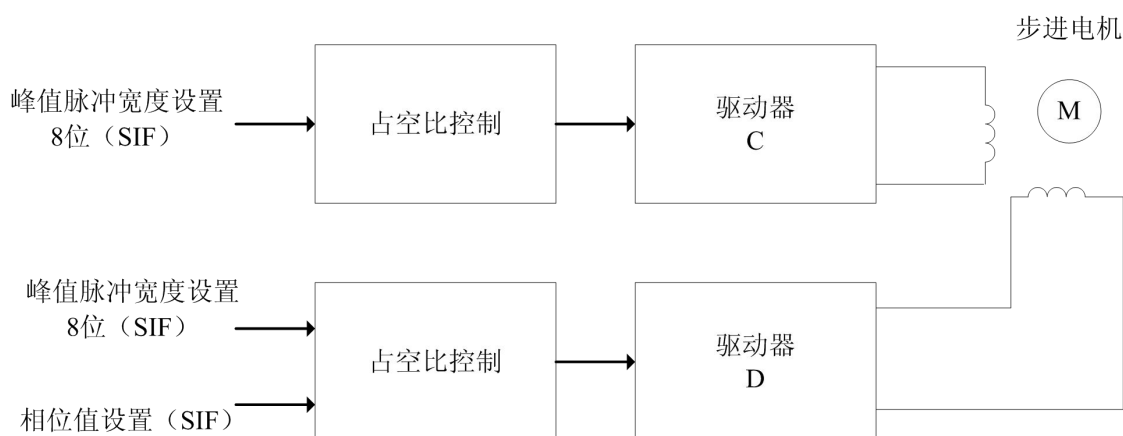 步进电机
峰值脉冲宽度设置
8位（SIF）
占空比控制
驱动器
C
M
峰值脉冲宽度设置
8位（SIF）
相位值设置（SIF）
占空比控制
驱动器
D